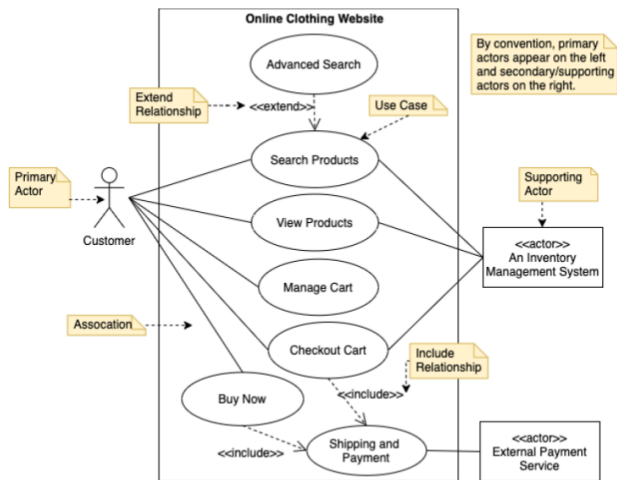 Online Clothing Website
Advanced Search
By convention, primary
actors appear on the left
and secondary/supporting
actors on the right.
Extend
Relationship
<<extend>>
Use Case
Search Products
Primary
Actor
Supporting
Actor
Customer
View Products
<<actor>>
An Inventory
Management System
Manage Cart
Assocation
Checkout Cart
Include
Relationship
Buy Now
<<include>>
<<include>>
Shipping and
Payment
<<actor>>
External Payment
Service